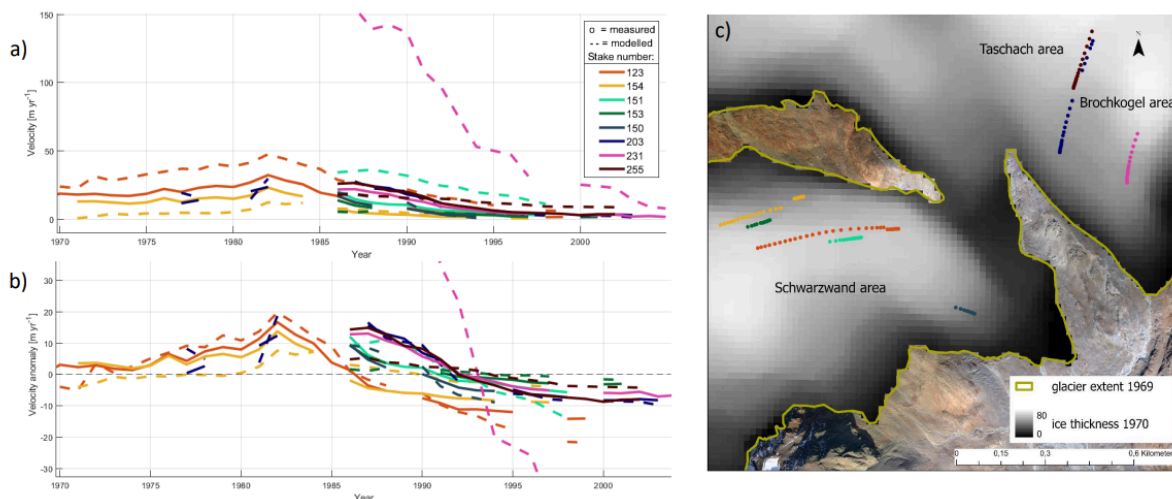 a)
150
100
50
0
Velocity [m yr⁻¹]
1970 1975 1980 1985 1990 1995 2000
Year
o = measured
-- = modelled
Stake number:
123
154
151
153
150
203
231
255
b)
30
20
10
0
-10
-20
-30
Velocity anomaly [m yr⁻¹]
1970 1975 1980 1985 1990 1995 2000
Year
c)
Taschach area
N
Brochkogel area
Schwarzwand area
glacier extent 1969
80
0
ice thickness 1970
0 0,15 0,3 0,6 Kilometer